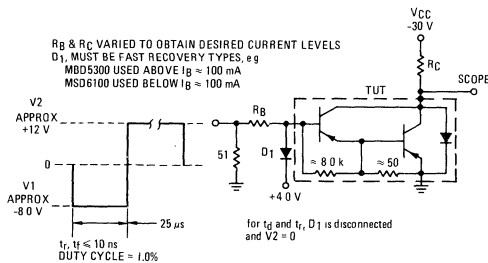 RB & RC VARIED TO OBTAIN DESIRED CURRENT LEVELS
D1, MUST BE FAST RECOVERY TYPES, e g
MBD5300 USED ABOVE IB ≈ 100 mA
MSD6100 USED BELOW IB ≈ 100 mA
VCC
-30 V
RC
SCOPE
TUT
V2
APPROX
+12 V
0
V1
APPROX
-8 0 V
RB
51
D1
≈ 8 0 k
≈ 50
+4 0 V
25 μs
tr, tf ≤ 10 ns
DUTY CYCLE = 1.0%
for td and tr, D1 is disconnected
and V2 = 0